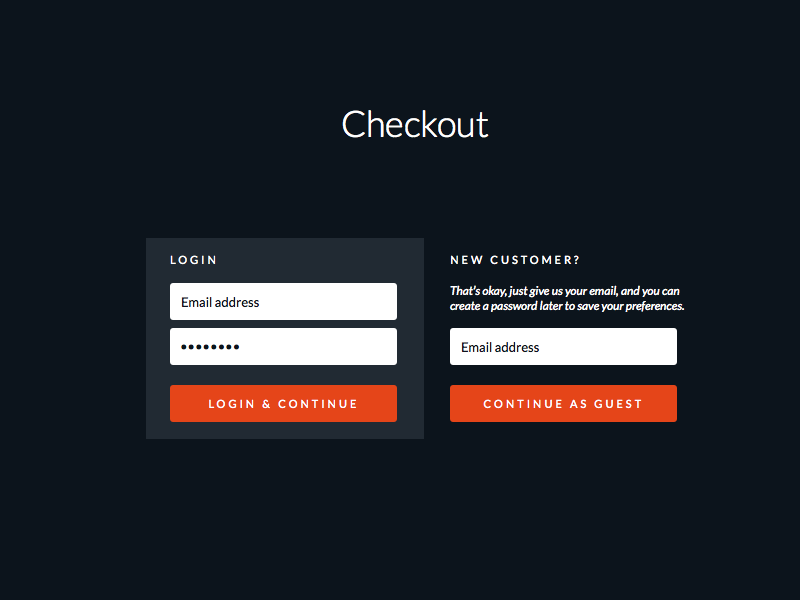 Checkout
LOGIN
Email address
••••••••
LOGIN & CONTINUE
NEW CUSTOMER?
That's okay, just give us your email, and you can
create a password later to save your preferences.
Email address
CONTINUE AS GUEST